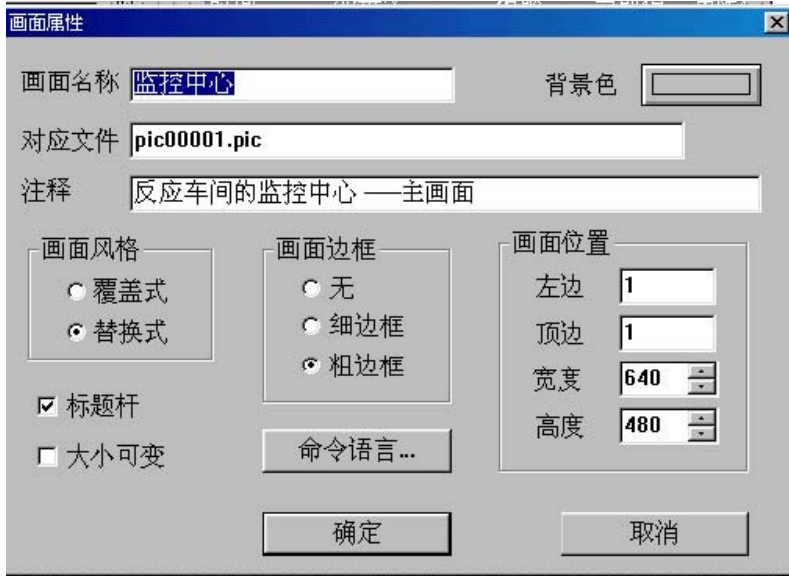 画面属性
画面名称 监控中心 背景色
对应文件 pic00001.pic
注释 反应车间的监控中心 ——主画面
画面风格
覆盖式
替换式
画面边框
无
细边框
粗边框
画面位置
左边 1
顶边 1
宽度 640
高度 480
标题杆
大小可变
命令语言...
确定 取消